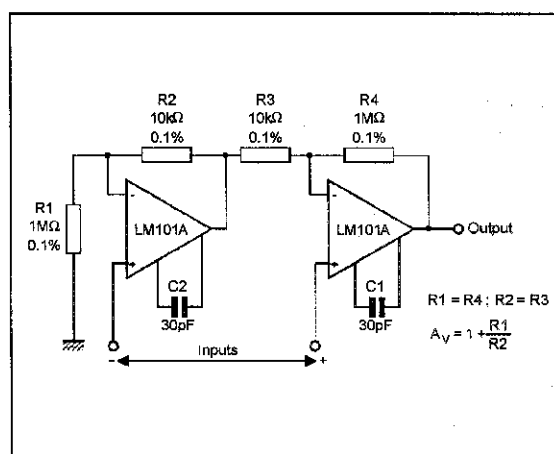 R2
10kΩ
0.1%
R3
10kΩ
0.1%
R4
1MΩ
0.1%
R1
1MΩ
0.1%
-
LM101A
+
C2
30pF
-
LM101A
+
C1
30pF
Output
- Inputs +
R1 = R4 ; R2 = R3
A_V = 1 + R1/R2